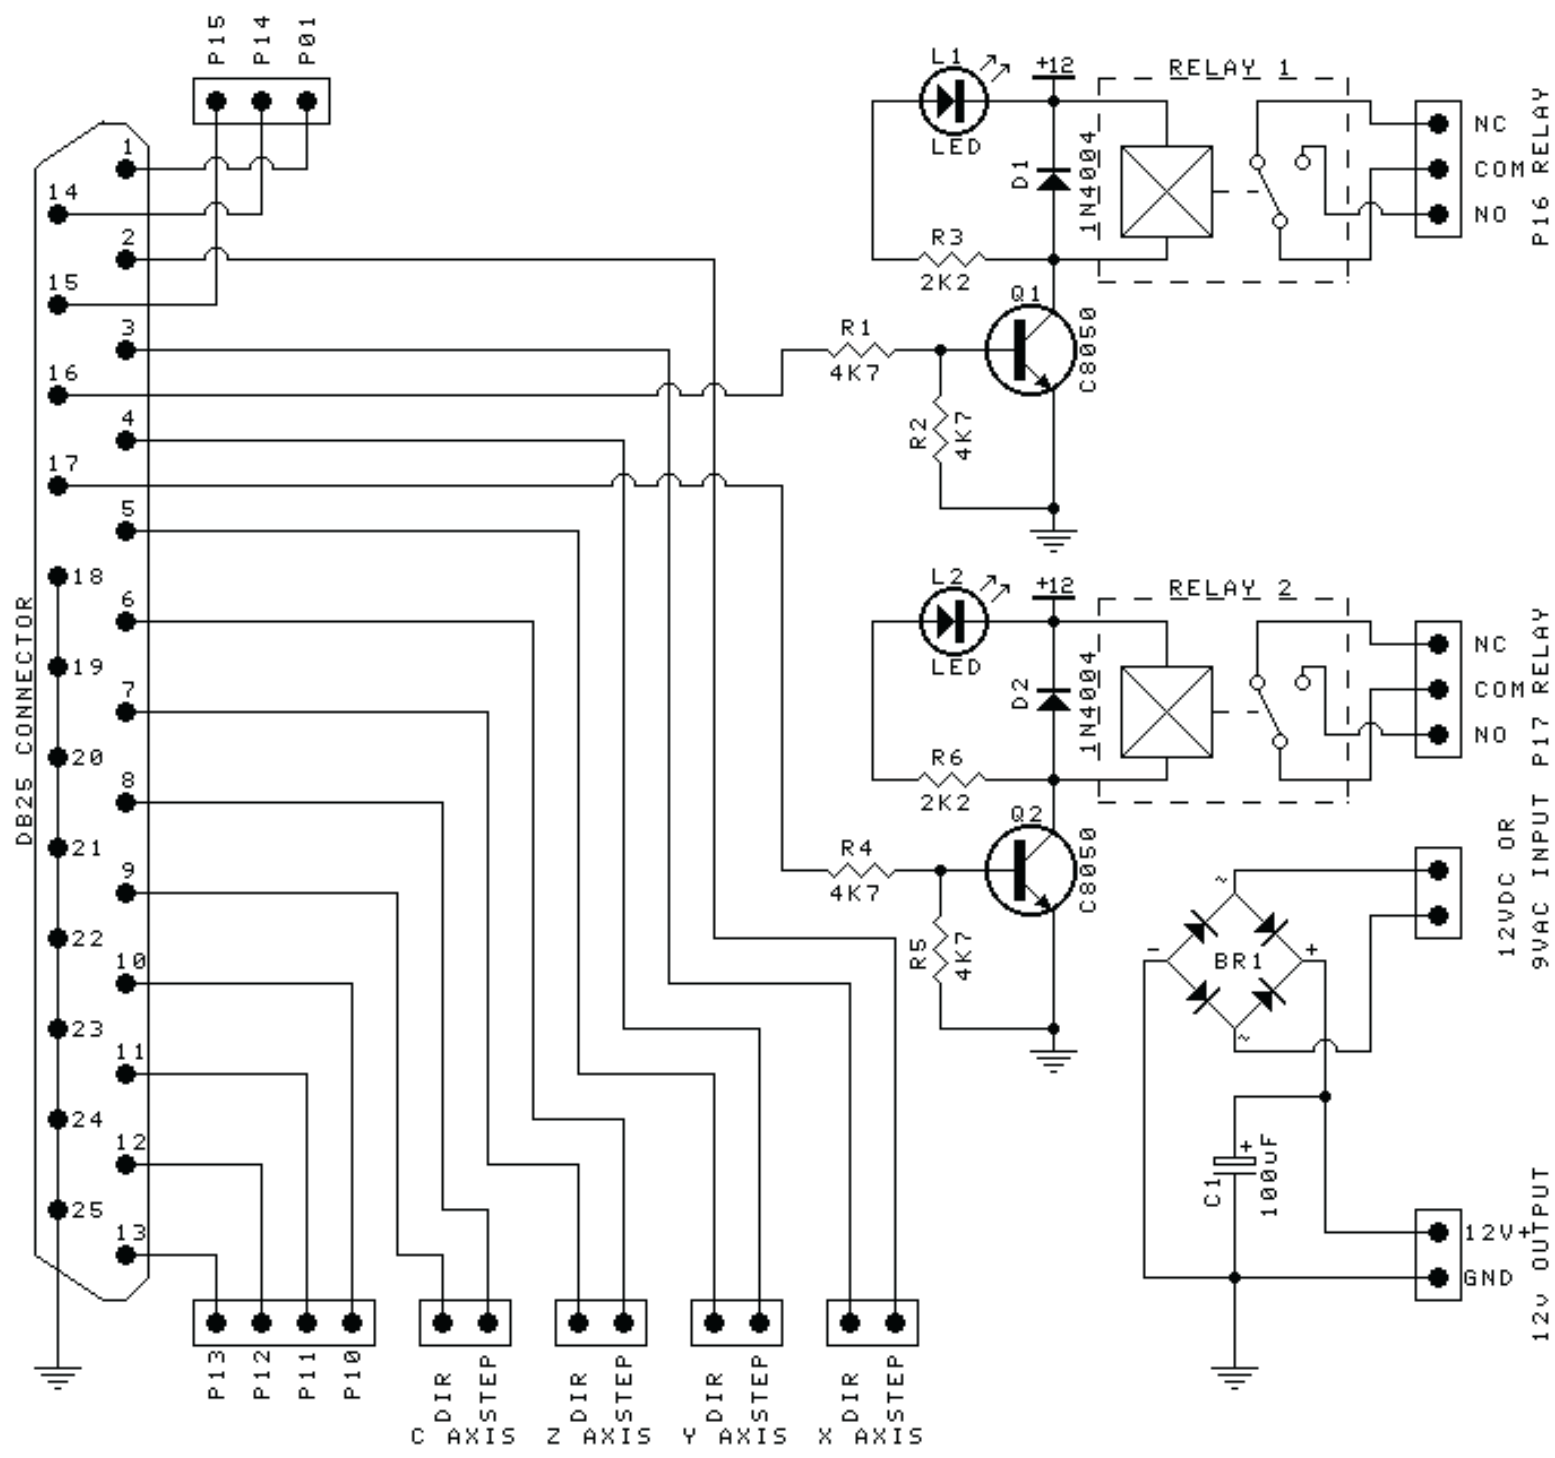 P15
P14
P01
1
14
2
15
3
16
4
17
5
18
6
19
7
20
8
21
9
22
10
23
11
24
12
25
13
DB25 CONNECTOR
P13
P12
P11
P10
DIR
STEP
C AXIS
DIR
STEP
Z AXIS
DIR
STEP
Y AXIS
DIR
STEP
X AXIS
L1
LED
+12
RELAY 1
D1
1N4004
R3
2K2
Q1
C8050
R1
4K7
R2
4K7
NC
COM
NO
P16 RELAY
L2
LED
+12
RELAY 2
D2
1N4004
R6
2K2
Q2
C8050
R4
4K7
R5
4K7
NC
COM
NO
P17 RELAY
12VDC OR
9VAC INPUT
~
-
BR1
+
~
+
C1
100uF
12V+
GND
12v OUTPUT